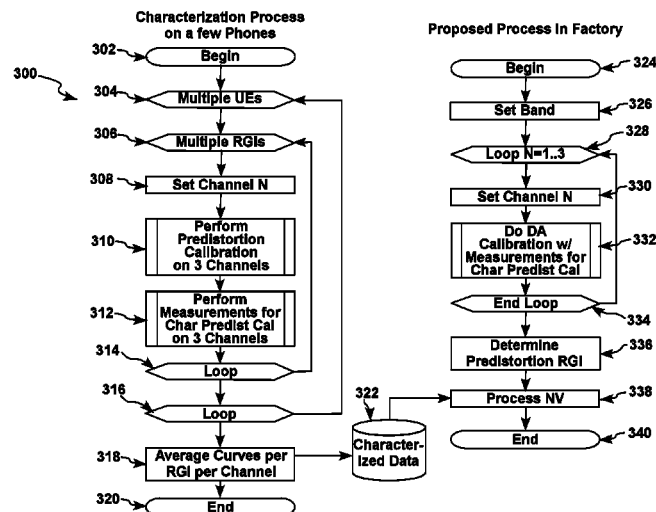 Characterization Process
on a few Phones
302
Begin
300
304
Multiple UEs
306
Multiple RGIs
308
Set Channel N
310
Perform
Predistortion
Calibration
on 3 Channels
312
Perform
Measurements for
Char Predist Cal
on 3 Channels
314
Loop
316
Loop
318
Average Curves per
RGI per Channel
320
End
322
Character-
ized Data
Proposed Process In Factory
Begin
324
Set Band
326
328
Loop N=1..3
330
Set Channel N
Do DA
Calibration w/
Measurements for
Char Predist Cal
332
End Loop
334
Determine
Predistortion RGI
336
Process NV
338
End
340